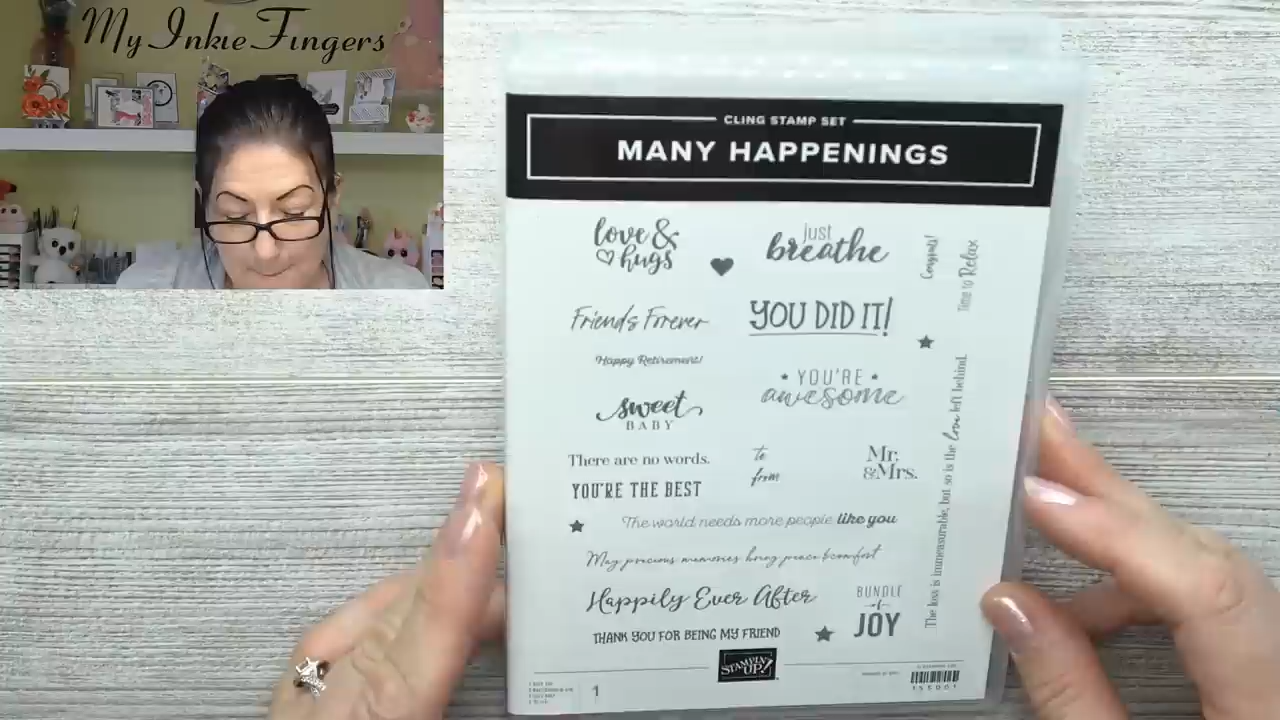 My Inkie Fingers
CLING STAMP SET
MANY HAPPENINGS
love &
hugs
just
breathe
Congrats!
Time to Relax
Friends Forever
YOU DID IT!
Happy Retirement!
YOU'RE
awesome
sweet
BABY
There are no words.
to
from
Mr.
&Mrs.
YOU'RE THE BEST
The world needs more people like you
May precious memories bring peace & comfort
The loss is immeasurable, but so is the love left behind.
Happily Ever After
BUNDLE
of
JOY
THANK YOU FOR BEING MY FRIEND
STAMPIN' UP!
1
155001